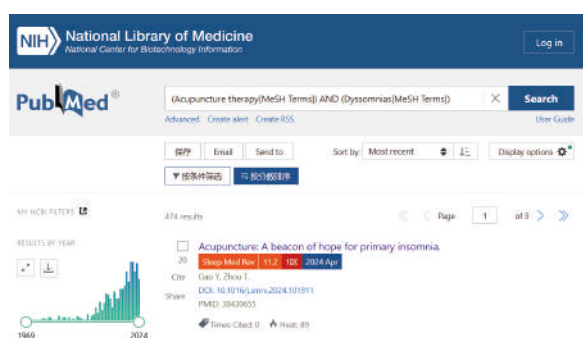 NIH National Library of Medicine
National Center for Biotechnology Information
Log in
PubMed®
(Acupuncture therapy[MeSH Terms]) AND (Dyssomnias[MeSH Terms])
Search
Advanced Create alert Create RSS
User Guide
保存 Email Send to
Sort by: Most recent
Display options
按条件筛选
按分数排序
MY NCBI FILTERS
474 results
Page 1 of 3
RESULTS BY YEAR
Acupuncture: A beacon of hope for primary insomnia.
20
Sleep Med Rev 11.2 1区 2024 Apr
Cite
Gao Y, Zhou T.
DOI: 10.1016/j.smrv.2024.101911
Share
PMID: 38430655
Times Cited: 0 Heat: 89
1969 2024